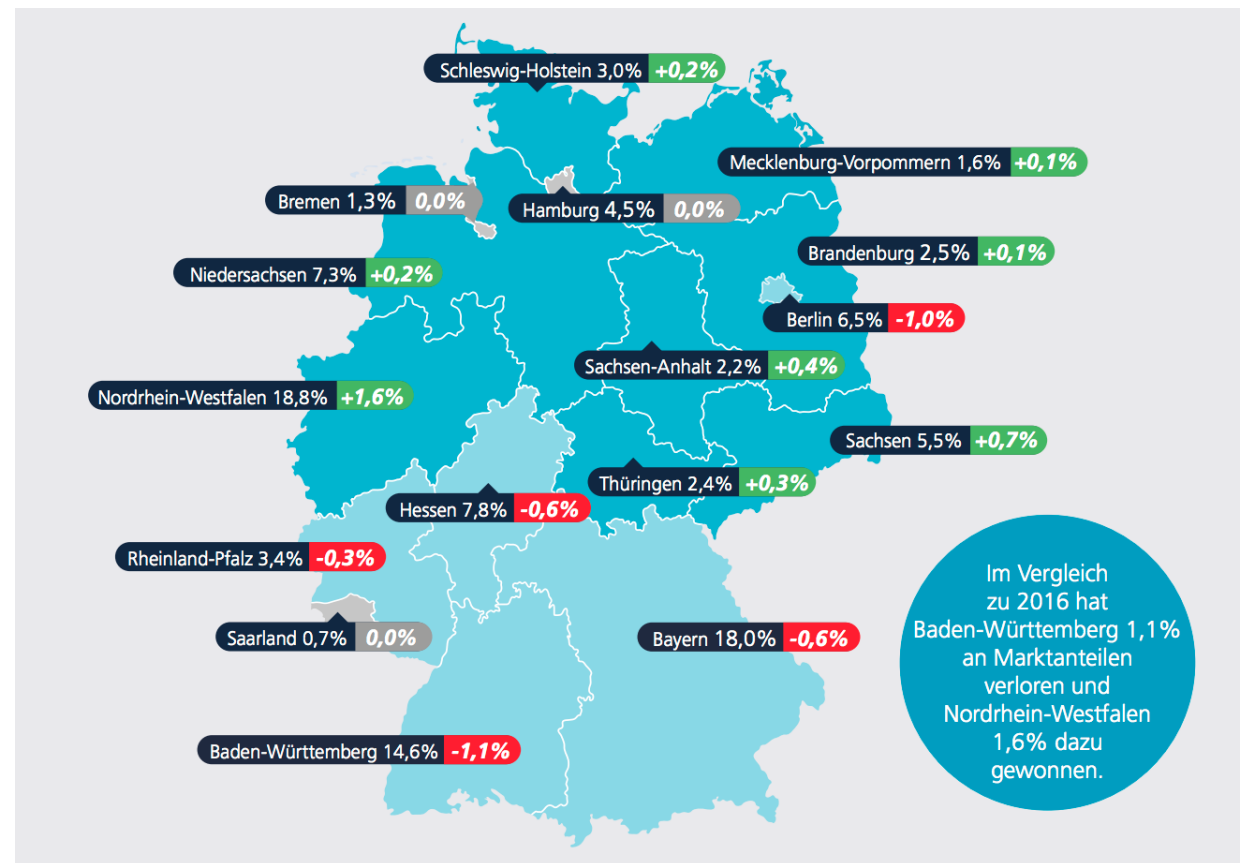 Schleswig-Holstein 3,0% +0,2%
Mecklenburg-Vorpommern 1,6% +0,1%
Bremen 1,3% 0,0%
Hamburg 4,5% 0,0%
Brandenburg 2,5% +0,1%
Niedersachsen 7,3% +0,2%
Berlin 6,5% -1,0%
Sachsen-Anhalt 2,2% +0,4%
Nordrhein-Westfalen 18,8% +1,6%
Sachsen 5,5% +0,7%
Thüringen 2,4% +0,3%
Hessen 7,8% -0,6%
Rheinland-Pfalz 3,4% -0,3%
Saarland 0,7% 0,0%
Bayern 18,0% -0,6%
Baden-Württemberg 14,6% -1,1%
Im Vergleich
zu 2016 hat
Baden-Württemberg 1,1%
an Marktanteilen
verloren und
Nordrhein-Westfalen
1,6% dazu
gewonnen.